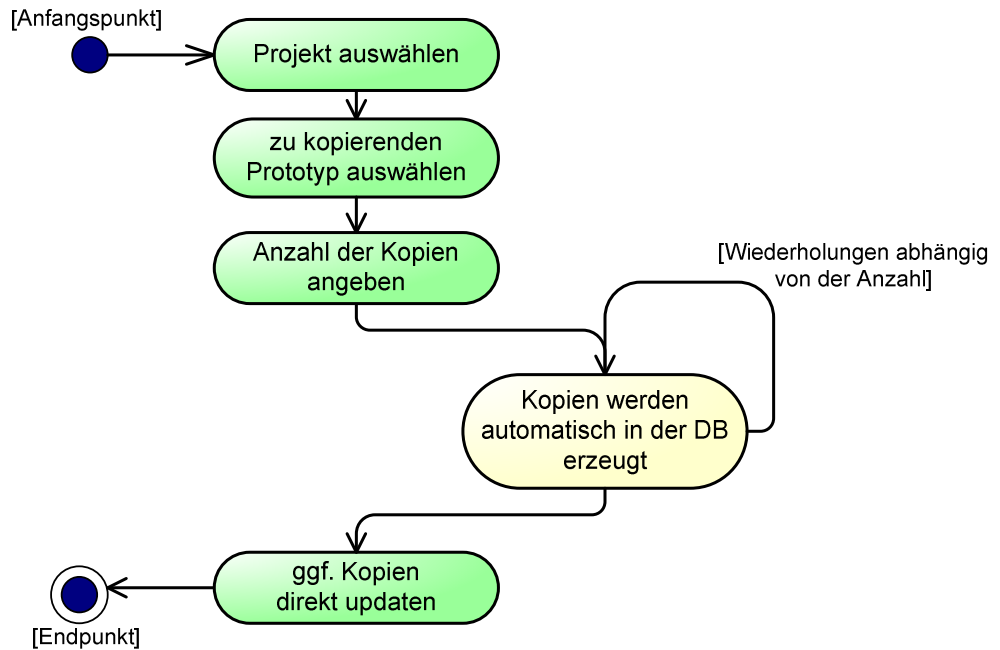 [Anfangspunkt]
Projekt auswählen
zu kopierenden
Prototyp auswählen
Anzahl der Kopien
angeben
[Wiederholungen abhängig
von der Anzahl]
Kopien werden
automatisch in der DB
erzeugt
ggf. Kopien
direkt updaten
[Endpunkt]